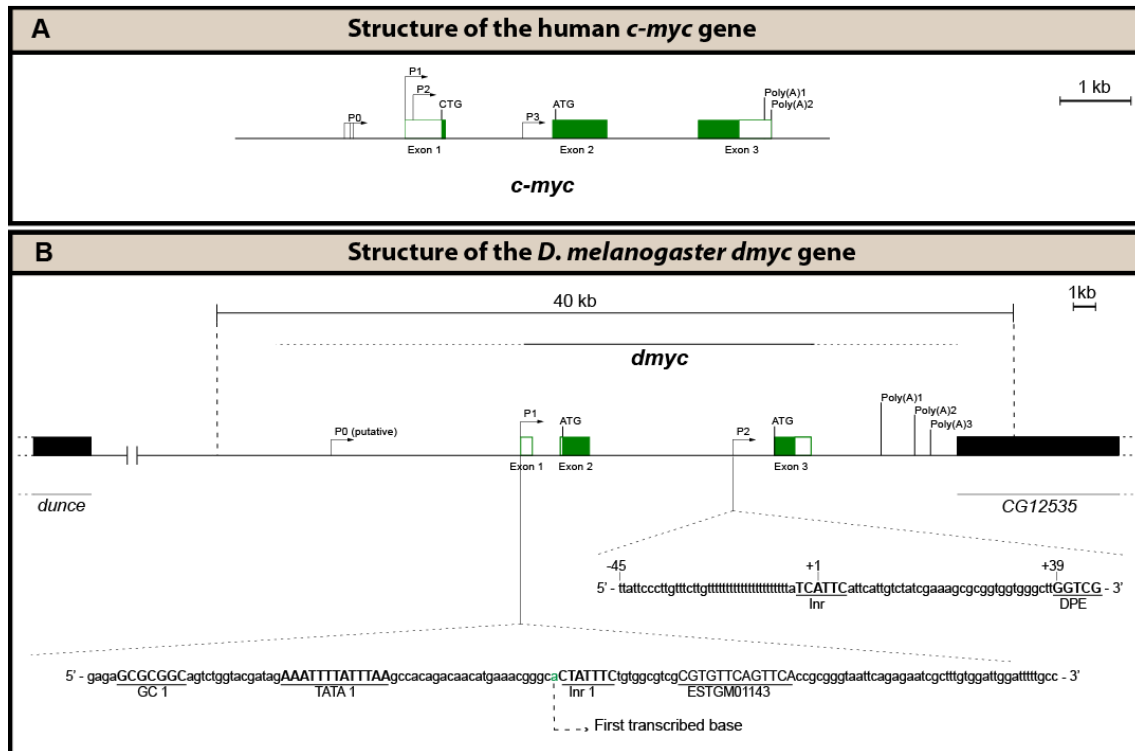 A
Structure of the human c-myc gene
P1
P2
CTG
P0
P3
ATG
Poly(A)1
Poly(A)2
1 kb
Exon 1
Exon 2
Exon 3
c-myc
B
Structure of the D. melanogaster dmyc gene
40 kb
1kb
dmyc
P0 (putative)
P1
ATG
P2
ATG
Poly(A)1
Poly(A)2
Poly(A)3
Exon 1
Exon 2
Exon 3
dunce
CG12535
-45
+1
+39
5' - ttattcccttgtttcttgttttttttttttttttttttttaTCATTCattcattgtctatcgaaagcgcggtggtgggcttGGTCG - 3'
Inr
DPE
5' - gagaGCGCGGCagtctggtacgatagAAATTTTATTTAAgccacagacaacatgaaacgggcaCTATTTCtgtggcgtcgCGTGTTCAGTTCAccgcgggtaattcagagaatcgctttgtggattggatttttgcc - 3'
GC 1
TATA 1
Inr 1
ESTGM01143
First transcribed base